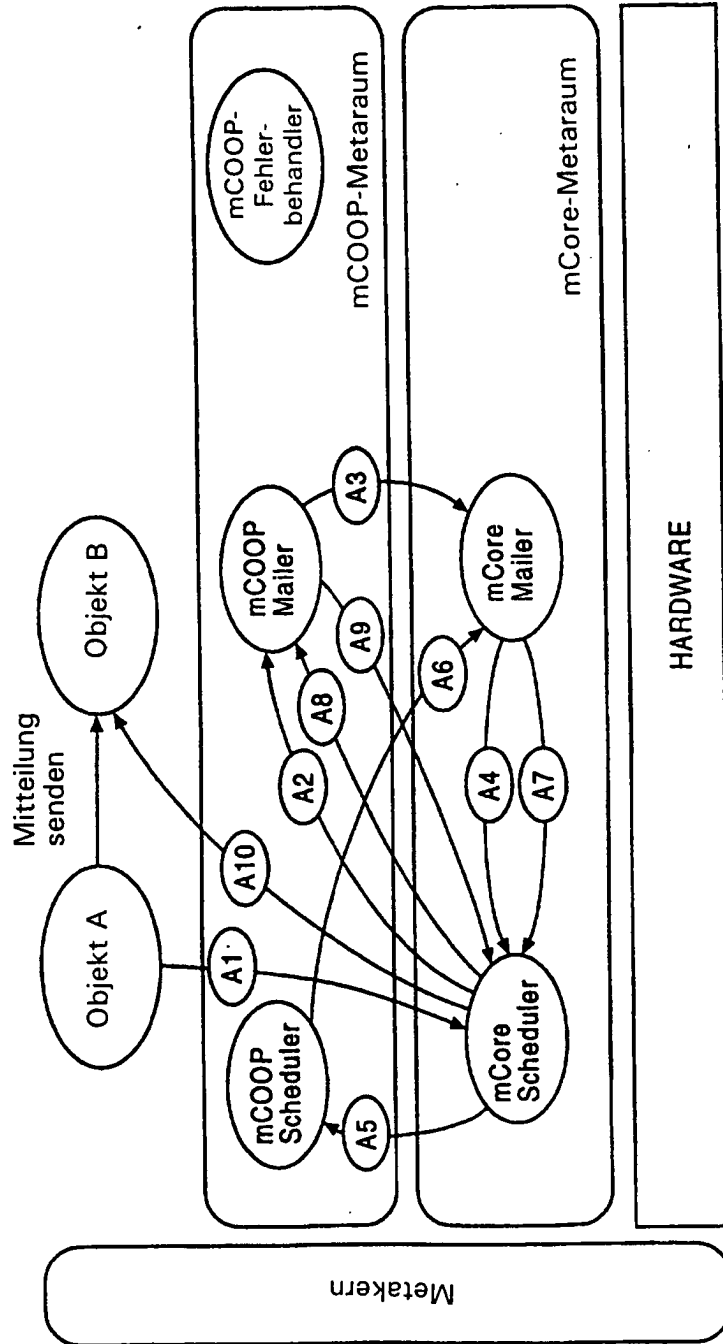 Mitteilung
senden
Objekt A
Objekt B
A1
A10
mCOOP
Scheduler
A2
A8
mCOOP
Mailer
A9
A3
mCOOP-
Fehler-
behandler
mCOOP-Metaraum
A5
A6
mCore
Scheduler
A4
A7
mCore
Mailer
mCore-Metaraum
HARDWARE
Metakern